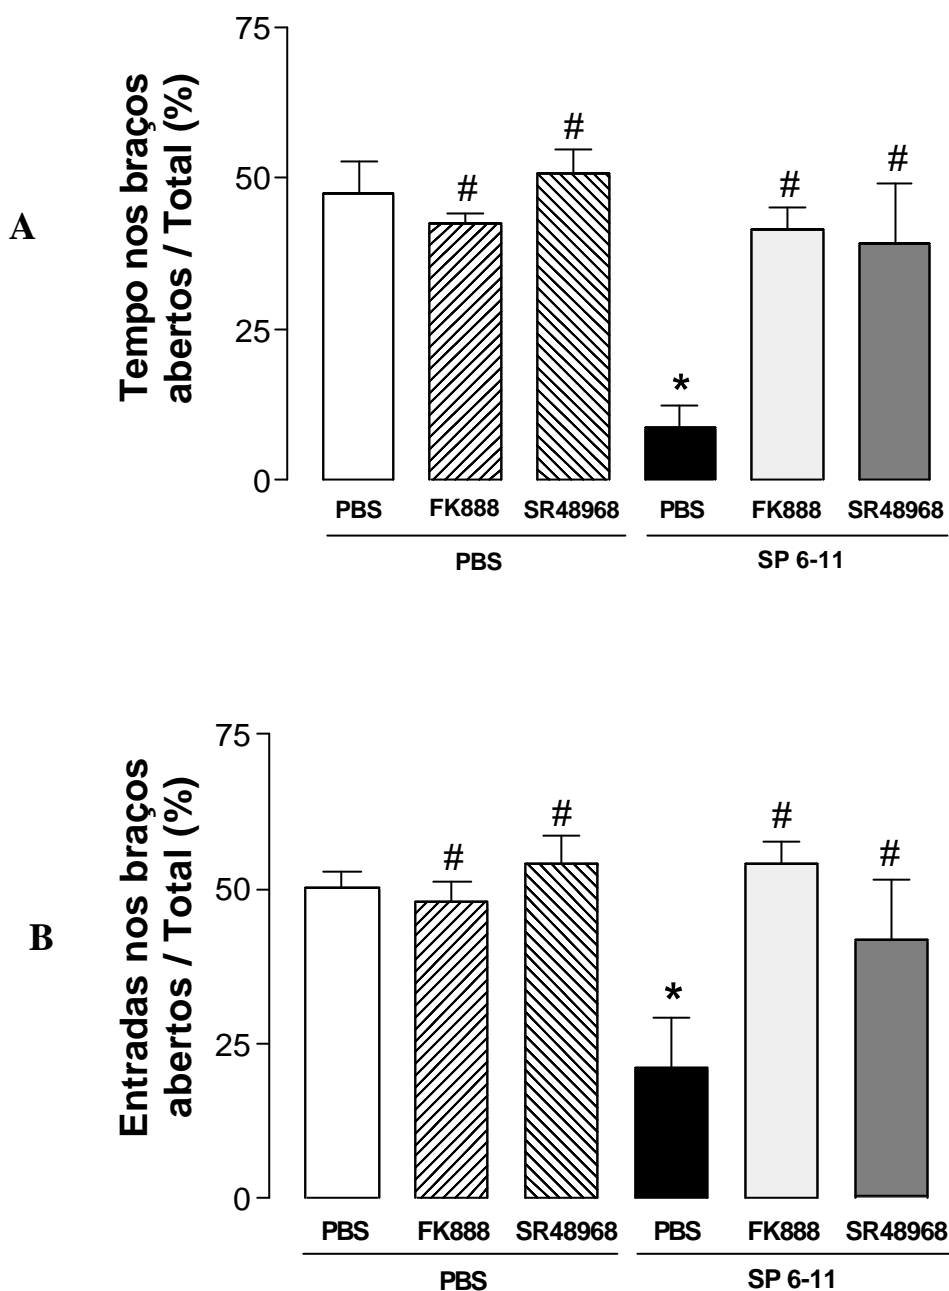 A
Tempo nos braços
abertos / Total (%)
75
50
25
0
#
#
*
#
#
PBS FK888 SR48968 PBS FK888 SR48968
PBS SP 6-11
B
Entradas nos braços
abertos / Total (%)
75
50
25
0
#
#
*
#
#
PBS FK888 SR48968 PBS FK888 SR48968
PBS SP 6-11